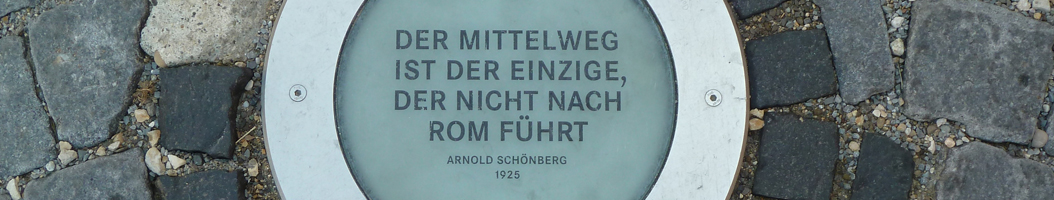 DER MITTELWEG
IST DER EINZIGE,
DER NICHT NACH
ROM FÜHRT
ARNOLD SCHÖNBERG
1925